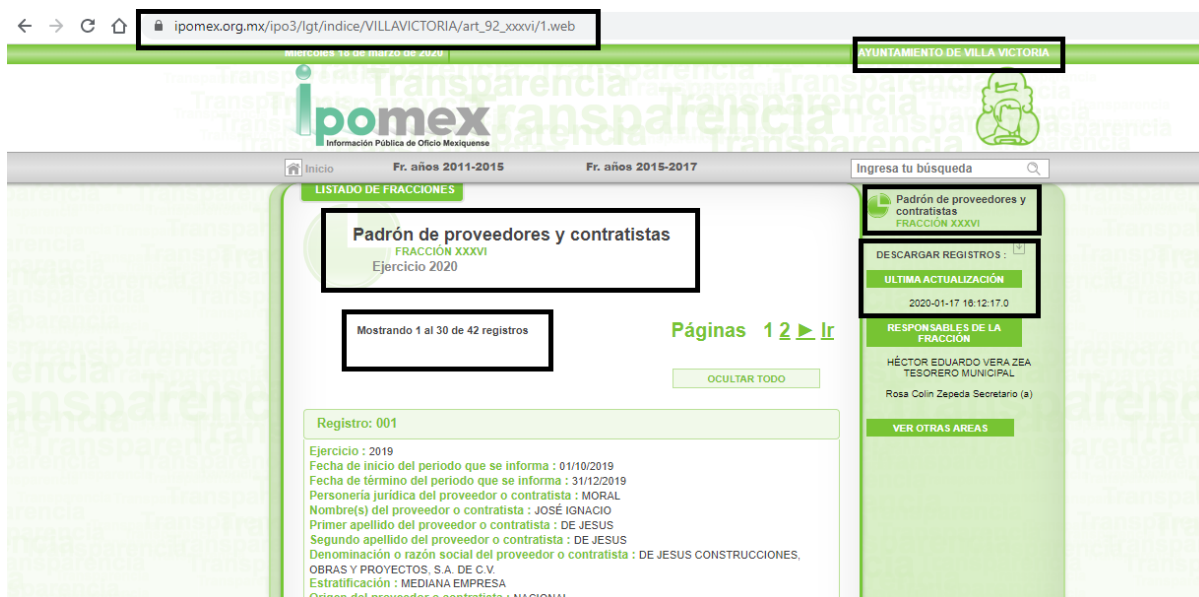 ipomex.org.mx/ipo3/lgt/indice/VILLAVICTORIA/art_92_xxxvi/1.web
Miércoles 18 de marzo de 2020
AYUNTAMIENTO DE VILLA VICTORIA
Transparencia
ipomex
Información Pública de Oficio Mexiquense
Inicio
Fr. años 2011-2015
Fr. años 2015-2017
Ingresa tu búsqueda
LISTADO DE FRACCIONES
Padrón de proveedores y contratistas
FRACCIÓN XXXVI
Ejercicio 2020
Mostrando 1 al 30 de 42 registros
Páginas 1 2 ► Ir
OCULTAR TODO
Registro: 001
Ejercicio : 2019
Fecha de inicio del periodo que se informa : 01/10/2019
Fecha de término del periodo que se informa : 31/12/2019
Personería jurídica del proveedor o contratista : MORAL
Nombre(s) del proveedor o contratista : JOSÉ IGNACIO
Primer apellido del proveedor o contratista : DE JESUS
Segundo apellido del proveedor o contratista : DE JESUS
Denominación o razón social del proveedor o contratista : DE JESUS CONSTRUCCIONES,
OBRAS Y PROYECTOS, S.A. DE C.V.
Estratificación : MEDIANA EMPRESA
Origen del proveedor o contratista : NACIONAL
Padrón de proveedores y
contratistas
FRACCIÓN XXXVI
DESCARGAR REGISTROS :
ULTIMA ACTUALIZACIÓN
2020-01-17 16:12:17.0
RESPONSABLES DE LA
FRACCIÓN
HÉCTOR EDUARDO VERA ZEA
TESORERO MUNICIPAL
Rosa Colin Zepeda Secretario (a)
VER OTRAS AREAS